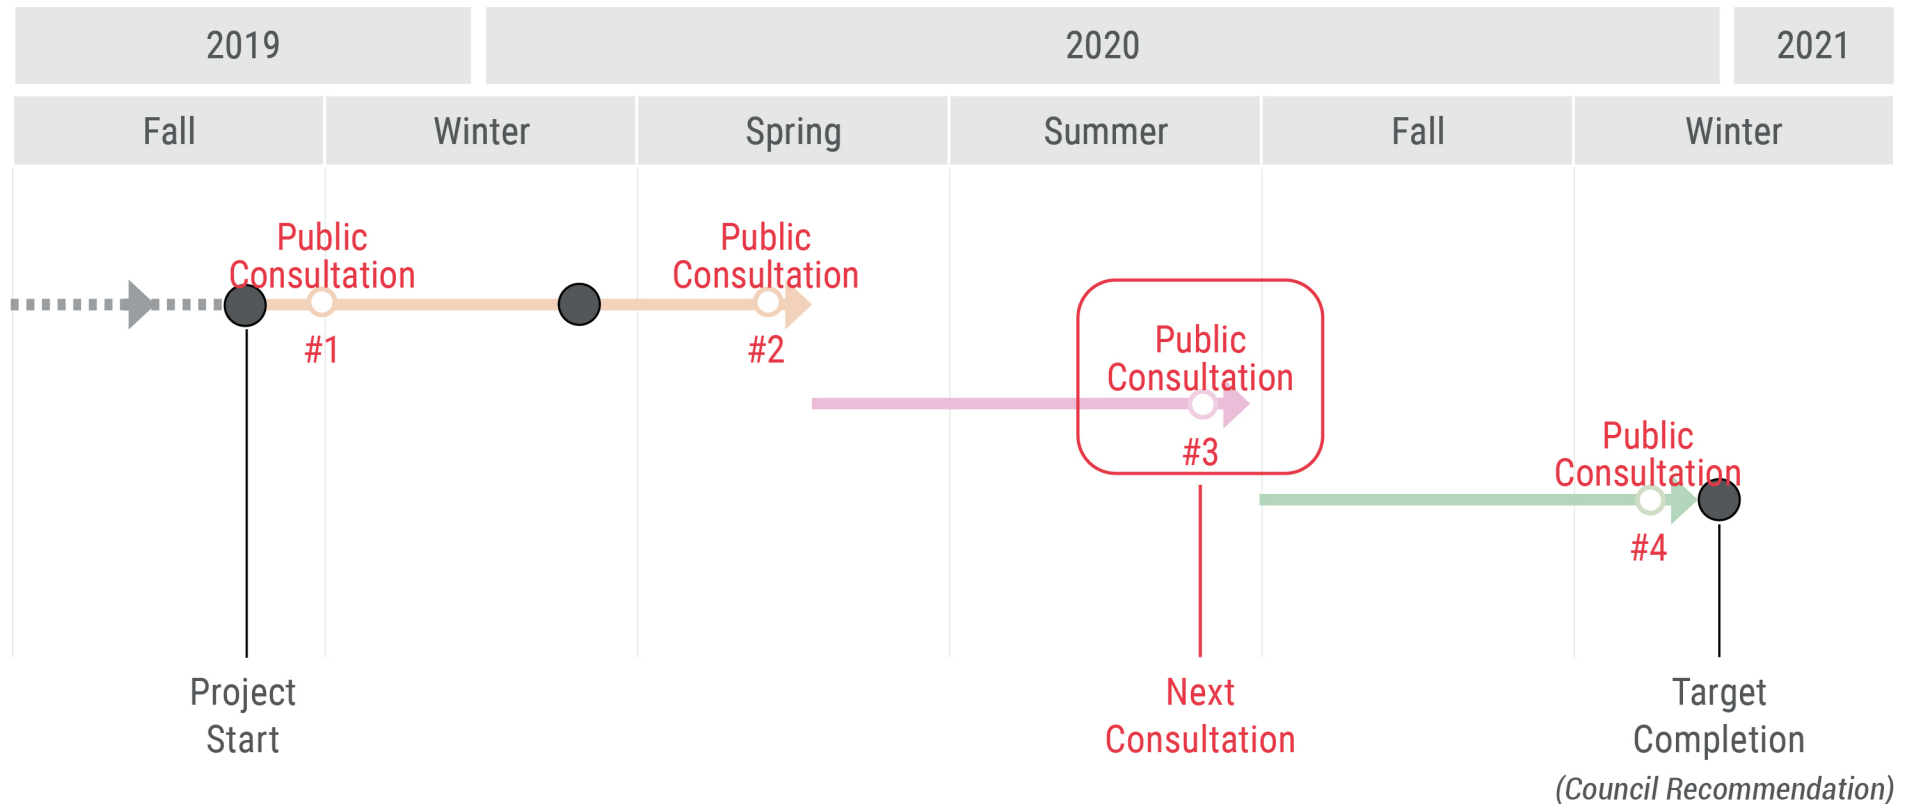 2019
2020
2021
Fall
Winter
Spring
Summer
Fall
Winter
Public
Consultation
#1
Public
Consultation
#2
Public
Consultation
#3
Public
Consultation
#4
Project
Start
Next
Consultation
Target
Completion
(Council Recommendation)